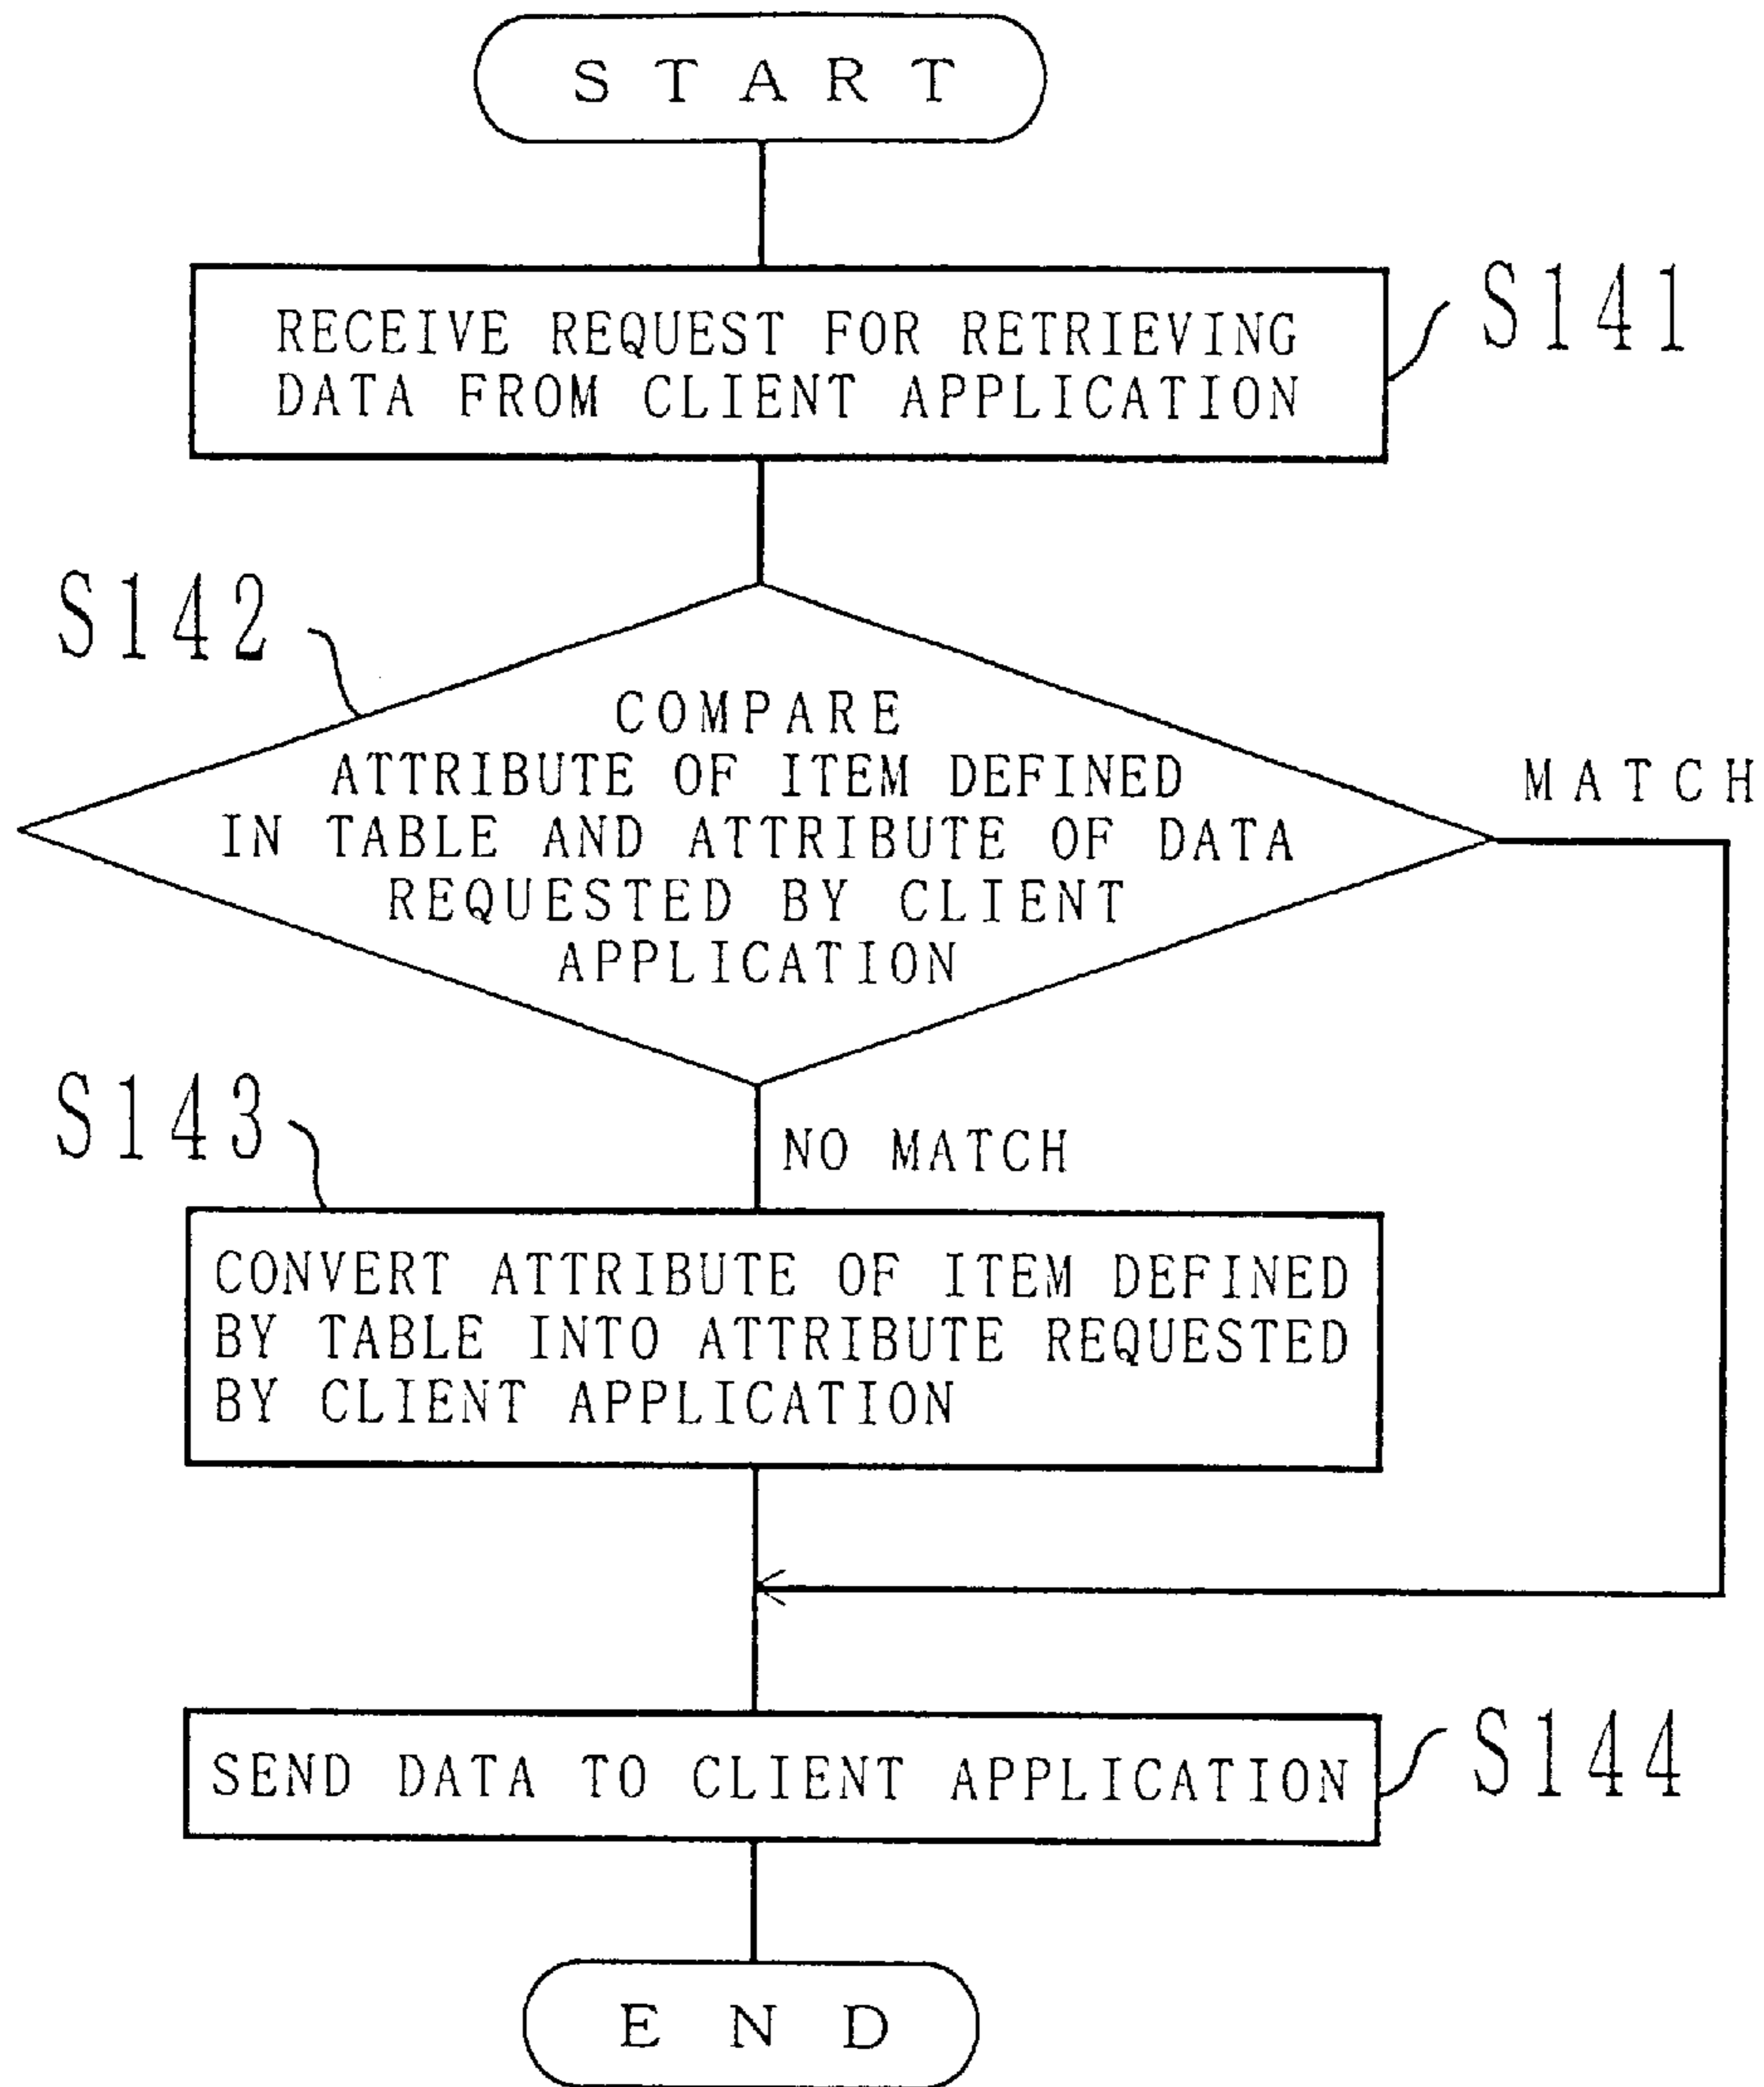 START
RECEIVE REQUEST FOR RETRIEVING
DATA FROM CLIENT APPLICATION
S141
S142
COMPARE
ATTRIBUTE OF ITEM DEFINED
IN TABLE AND ATTRIBUTE OF DATA
REQUESTED BY CLIENT
APPLICATION
MATCH
S143
NO MATCH
CONVERT ATTRIBUTE OF ITEM DEFINED
BY TABLE INTO ATTRIBUTE REQUESTED
BY CLIENT APPLICATION
SEND DATA TO CLIENT APPLICATION
S144
END